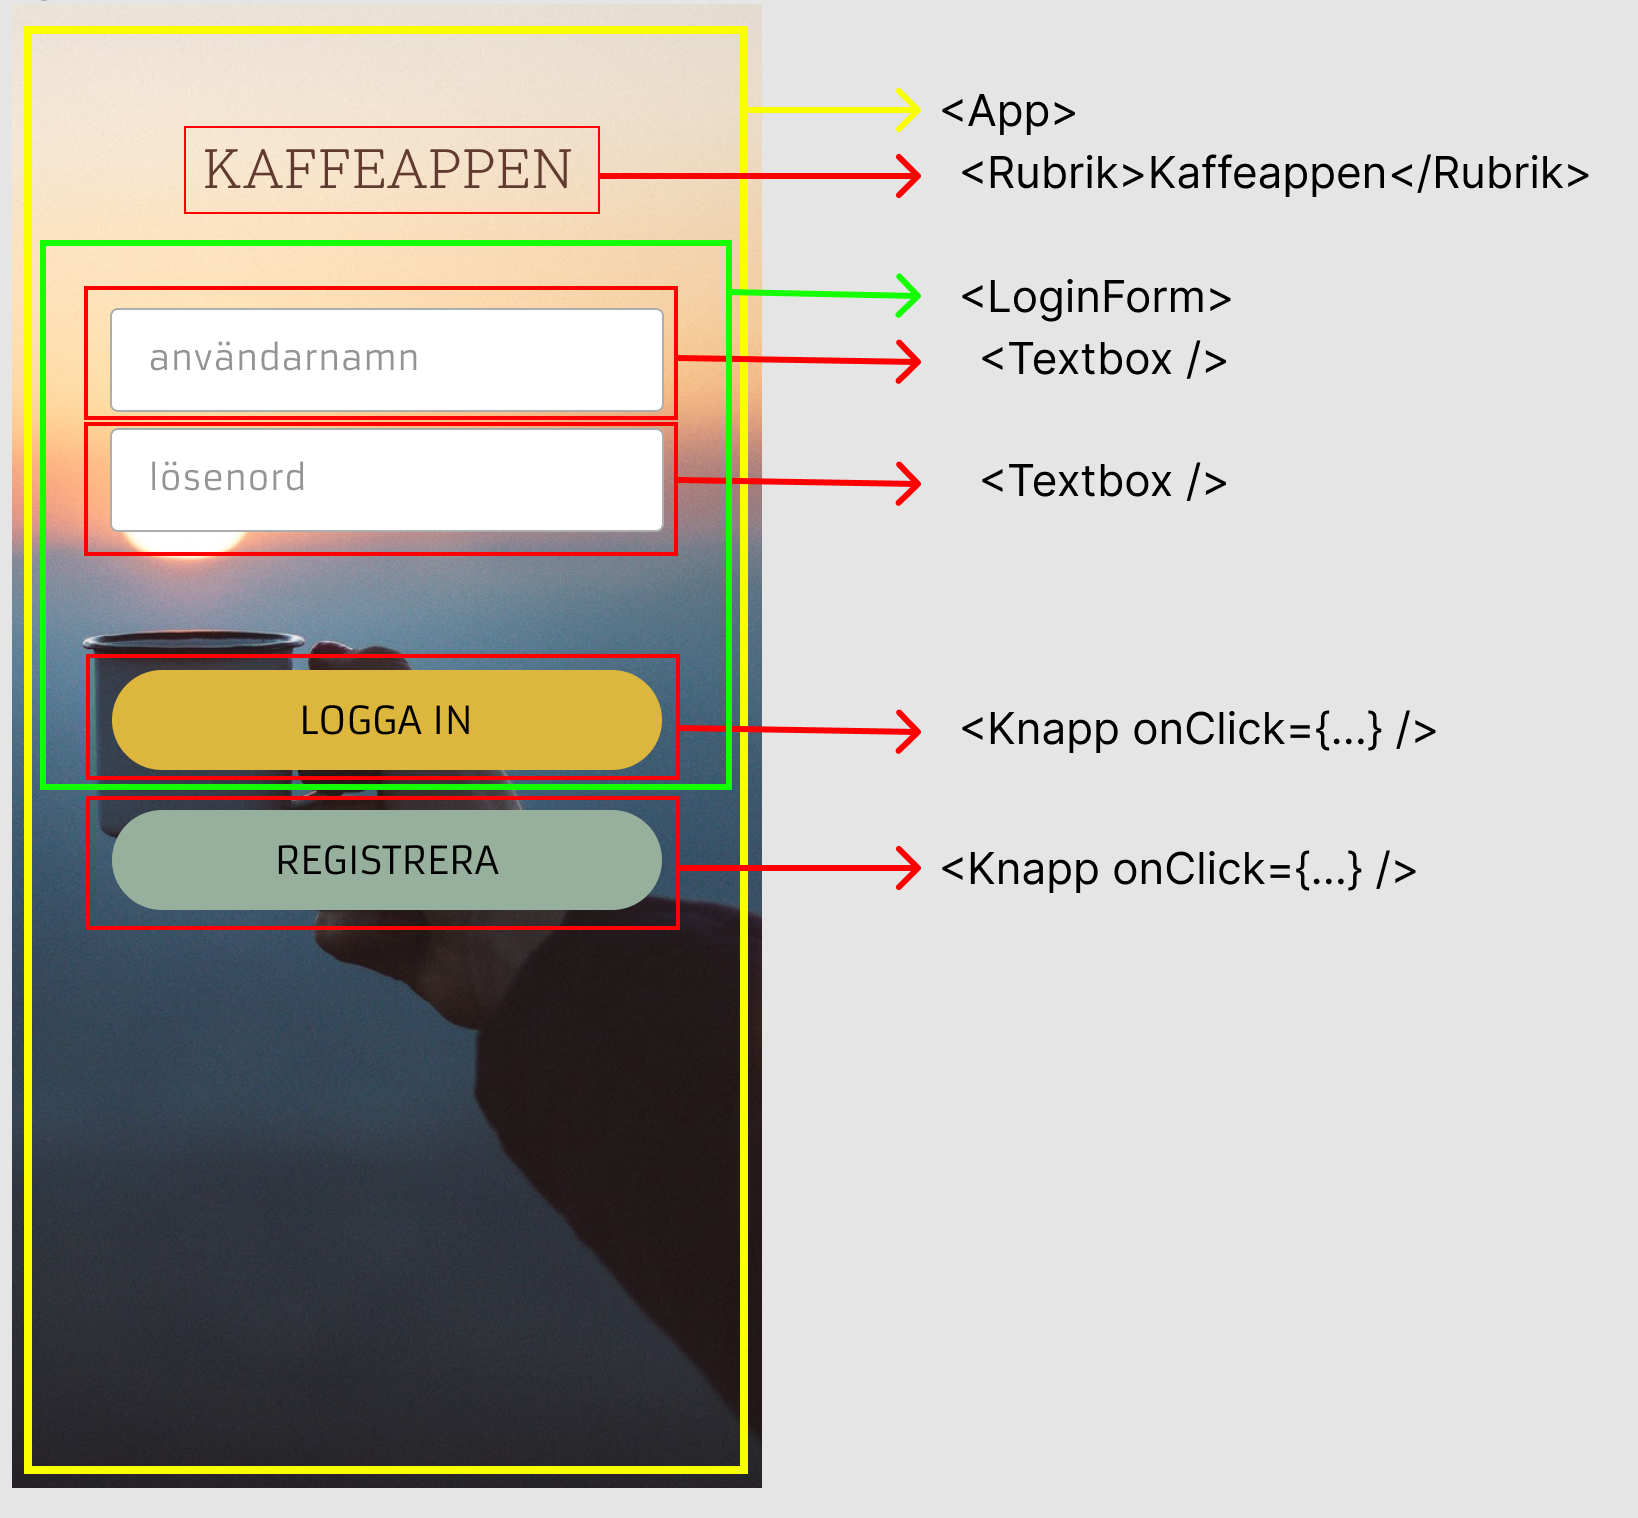 KAFFEAPPEN
användarnamn
lösenord
LOGGA IN
REGISTRERA
<App>
<Rubrik>Kaffeappen</Rubrik>
<LoginForm>
<Textbox />
<Textbox />
<Knapp onClick={...} />
<Knapp onClick={...} />